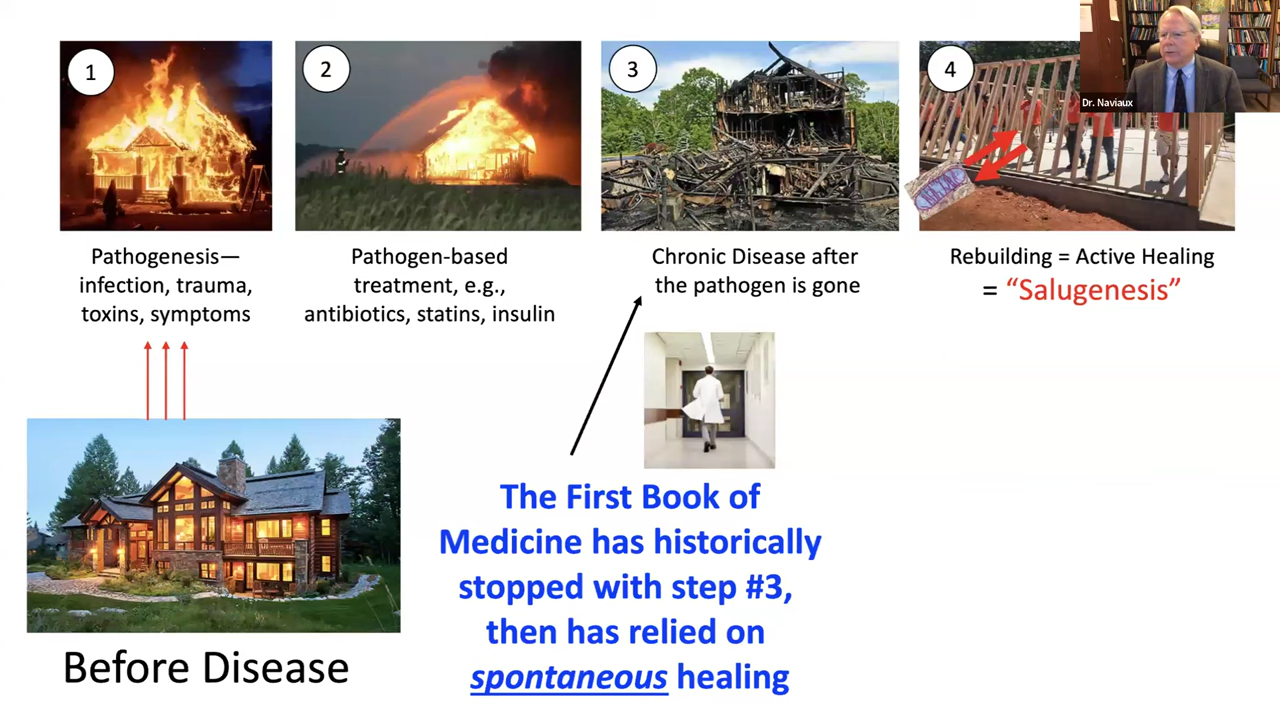 1
2
3
4
Dr. Naviaux
Pathogenesis—
infection, trauma,
toxins, symptoms
Pathogen-based
treatment, e.g.,
antibiotics, statins, insulin
Chronic Disease after
the pathogen is gone
Rebuilding = Active Healing
= “Salugenesis”
Before Disease
The First Book of
Medicine has historically
stopped with step #3,
then has relied on
spontaneous healing